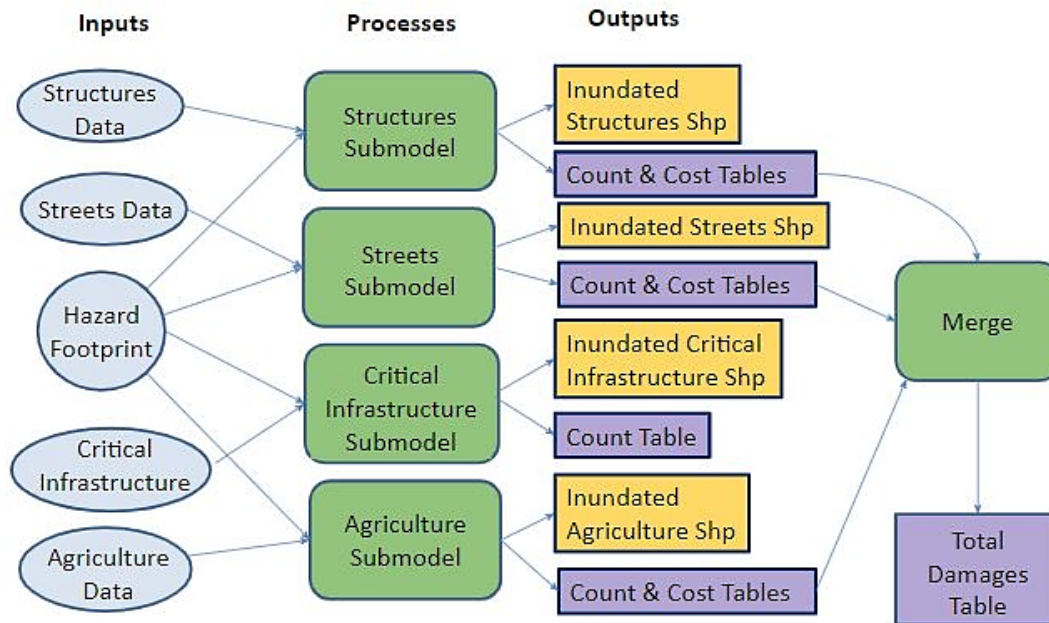 Inputs
Processes
Outputs
Structures
Data
Streets Data
Hazard
Footprint
Critical
Infrastructure
Agriculture
Data
Structures
Submodel
Streets
Submodel
Critical
Infrastructure
Submodel
Agriculture
Submodel
Inundated
Structures Shp
Count & Cost Tables
Inundated Streets Shp
Count & Cost Tables
Inundated Critical
Infrastructure Shp
Count Table
Inundated
Agriculture Shp
Count & Cost Tables
Merge
Total
Damages
Table